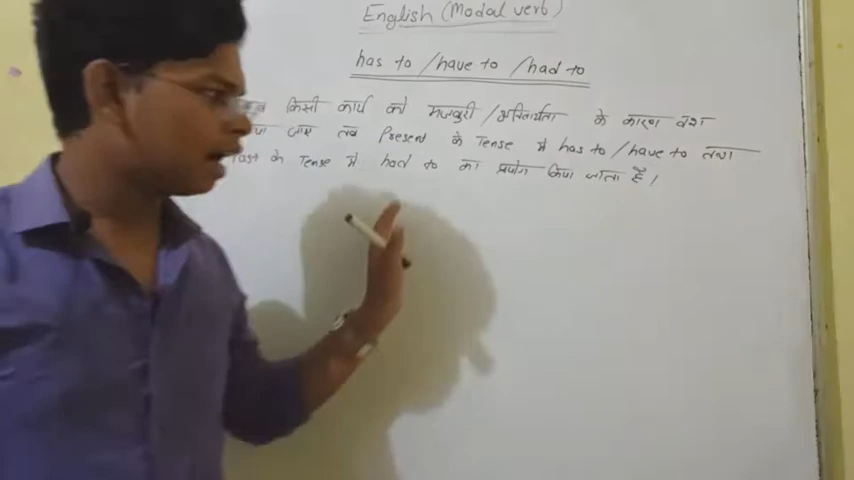 English (Modal verb)
has to / have to / had to
किसी कार्य को मजबुरी / अनिवार्यता के कारण वश
जाए तब Present के Tense में has to / have to तथा
Past के Tense में had to का प्रयोग किया जाता है।